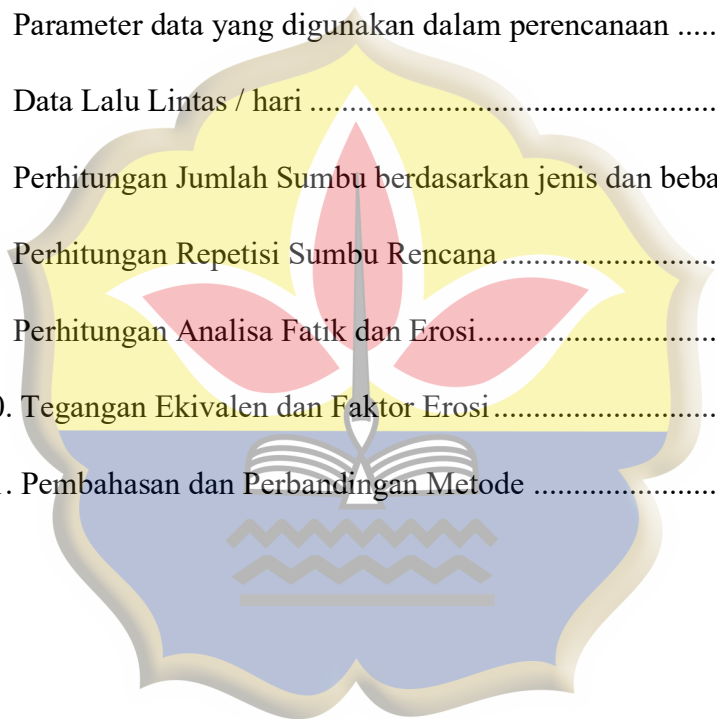 Parameter data yang digunakan dalam perencanaan .....
Data Lalu Lintas / hari .....................................................
Perhitungan Jumlah Sumbu berdasarkan jenis dan beba
Perhitungan Repetisi Sumbu Rencana ............................
Perhitungan Analisa Fatik dan Erosi...............................
0. Tegangan Ekivalen dan Faktor Erosi ............................
. Pembahasan dan Perbandingan Metode .......................